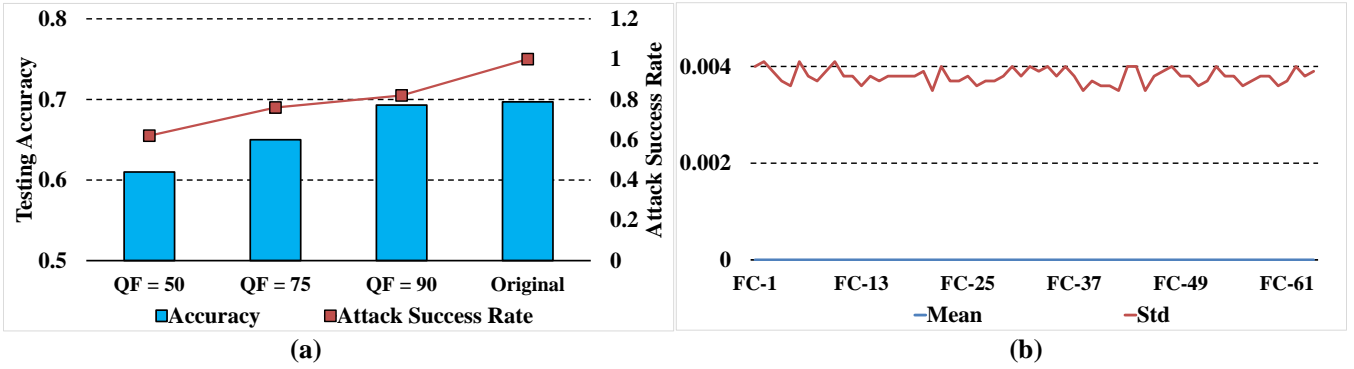 0.8
0.7
0.6
0.5
Testing Accuracy
1.2
1
0.8
0.6
0.4
0.2
0
Attack Success Rate
QF = 50 QF = 75 QF = 90 Original
Accuracy Attack Success Rate
(a)
0.004
0.002
0
FC-1 FC-13 FC-25 FC-37 FC-49 FC-61
Mean Std
(b)